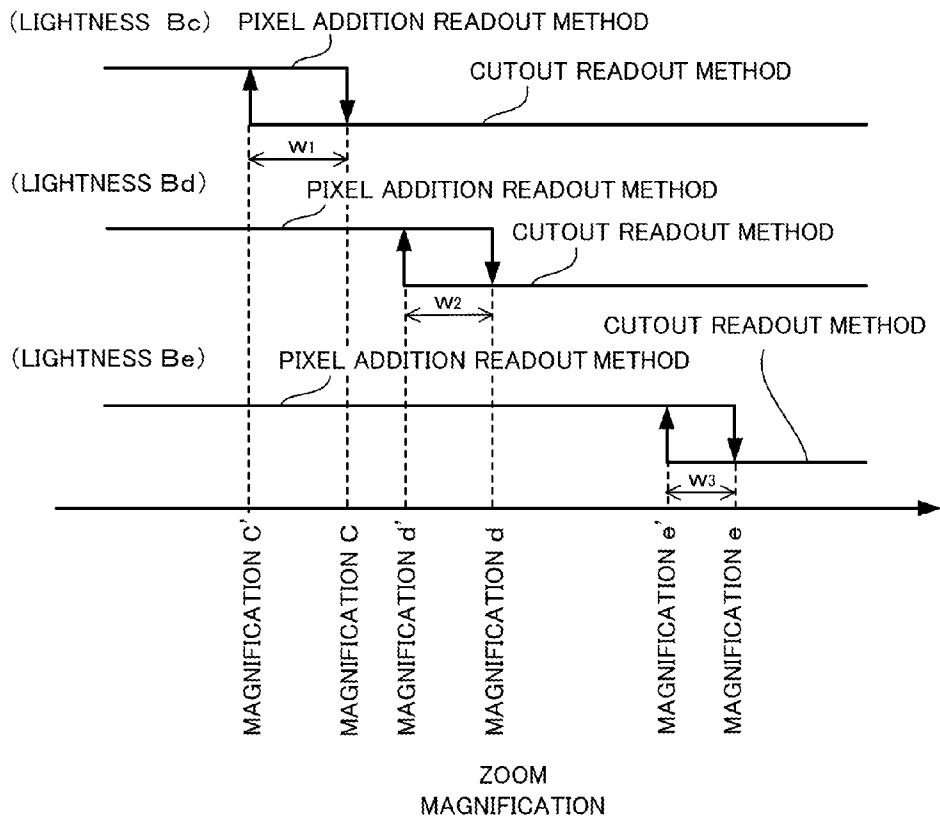 (LIGHTNESS Bc) PIXEL ADDITION READOUT METHOD
CUTOUT READOUT METHOD
W1
(LIGHTNESS Bd)
PIXEL ADDITION READOUT METHOD
CUTOUT READOUT METHOD
W2
CUTOUT READOUT METHOD
(LIGHTNESS Be)
PIXEL ADDITION READOUT METHOD
W3
MAGNIFICATION C'
MAGNIFICATION C
MAGNIFICATION d'
MAGNIFICATION d
MAGNIFICATION e'
MAGNIFICATION e
ZOOM
MAGNIFICATION